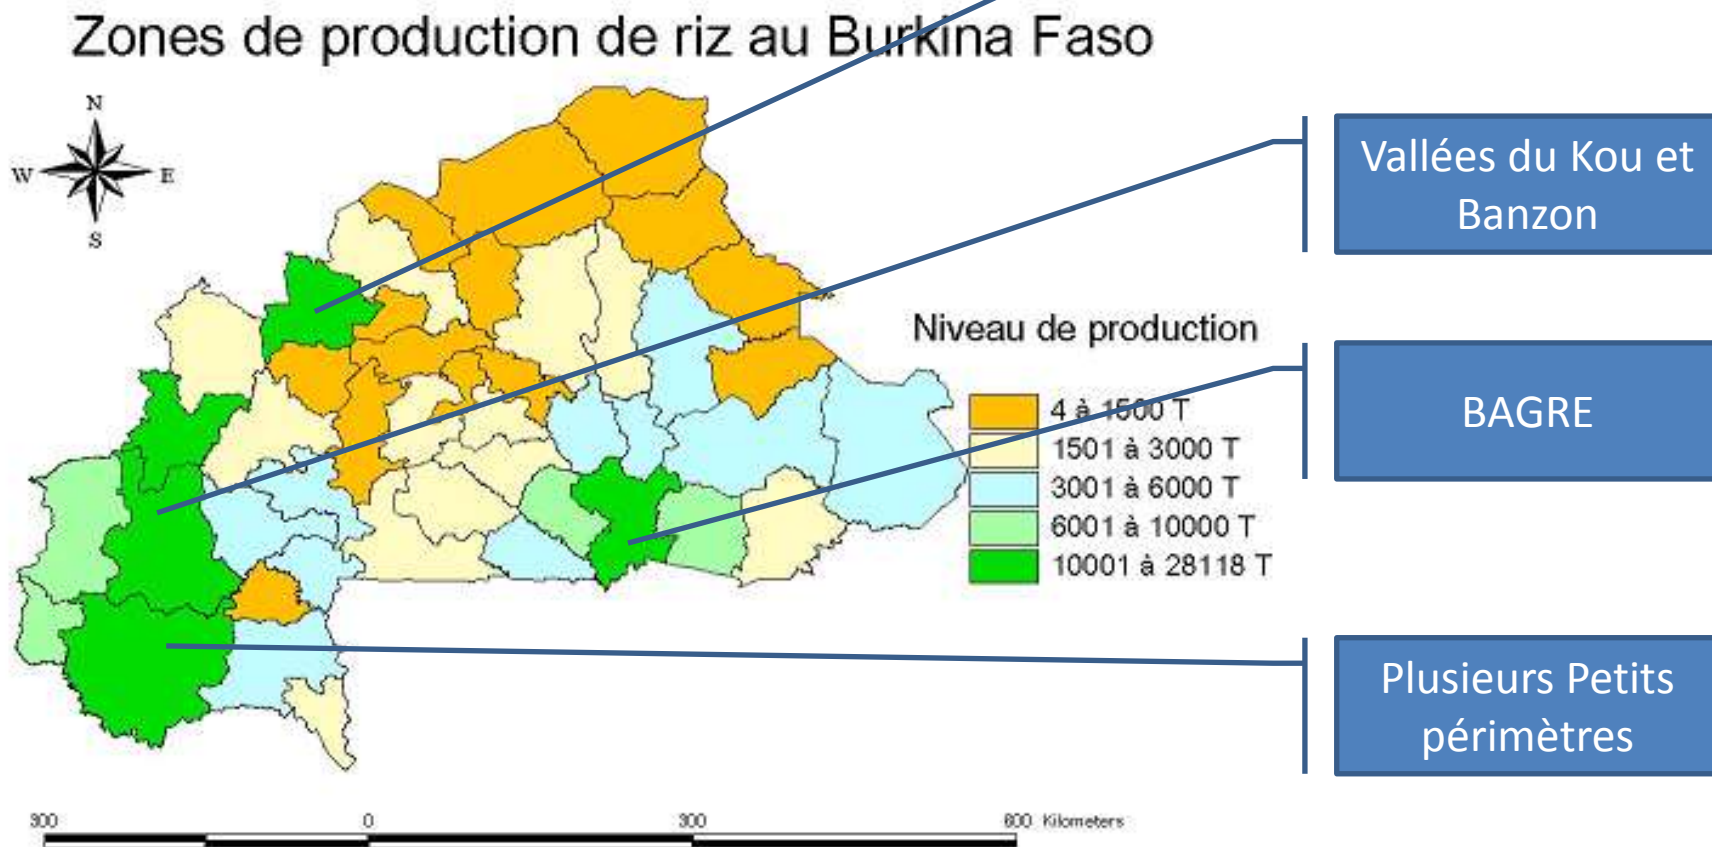 Zones de production de riz au Burkina Faso
N
W E
S
Vallées du Kou et
Banzon
Niveau de production
4 à 1500 T
1501 à 3000 T
3001 à 6000 T
6001 à 10000 T
10001 à 28118 T
BAGRE
Plusieurs Petits
périmètres
300 0 300 600 Kilometers